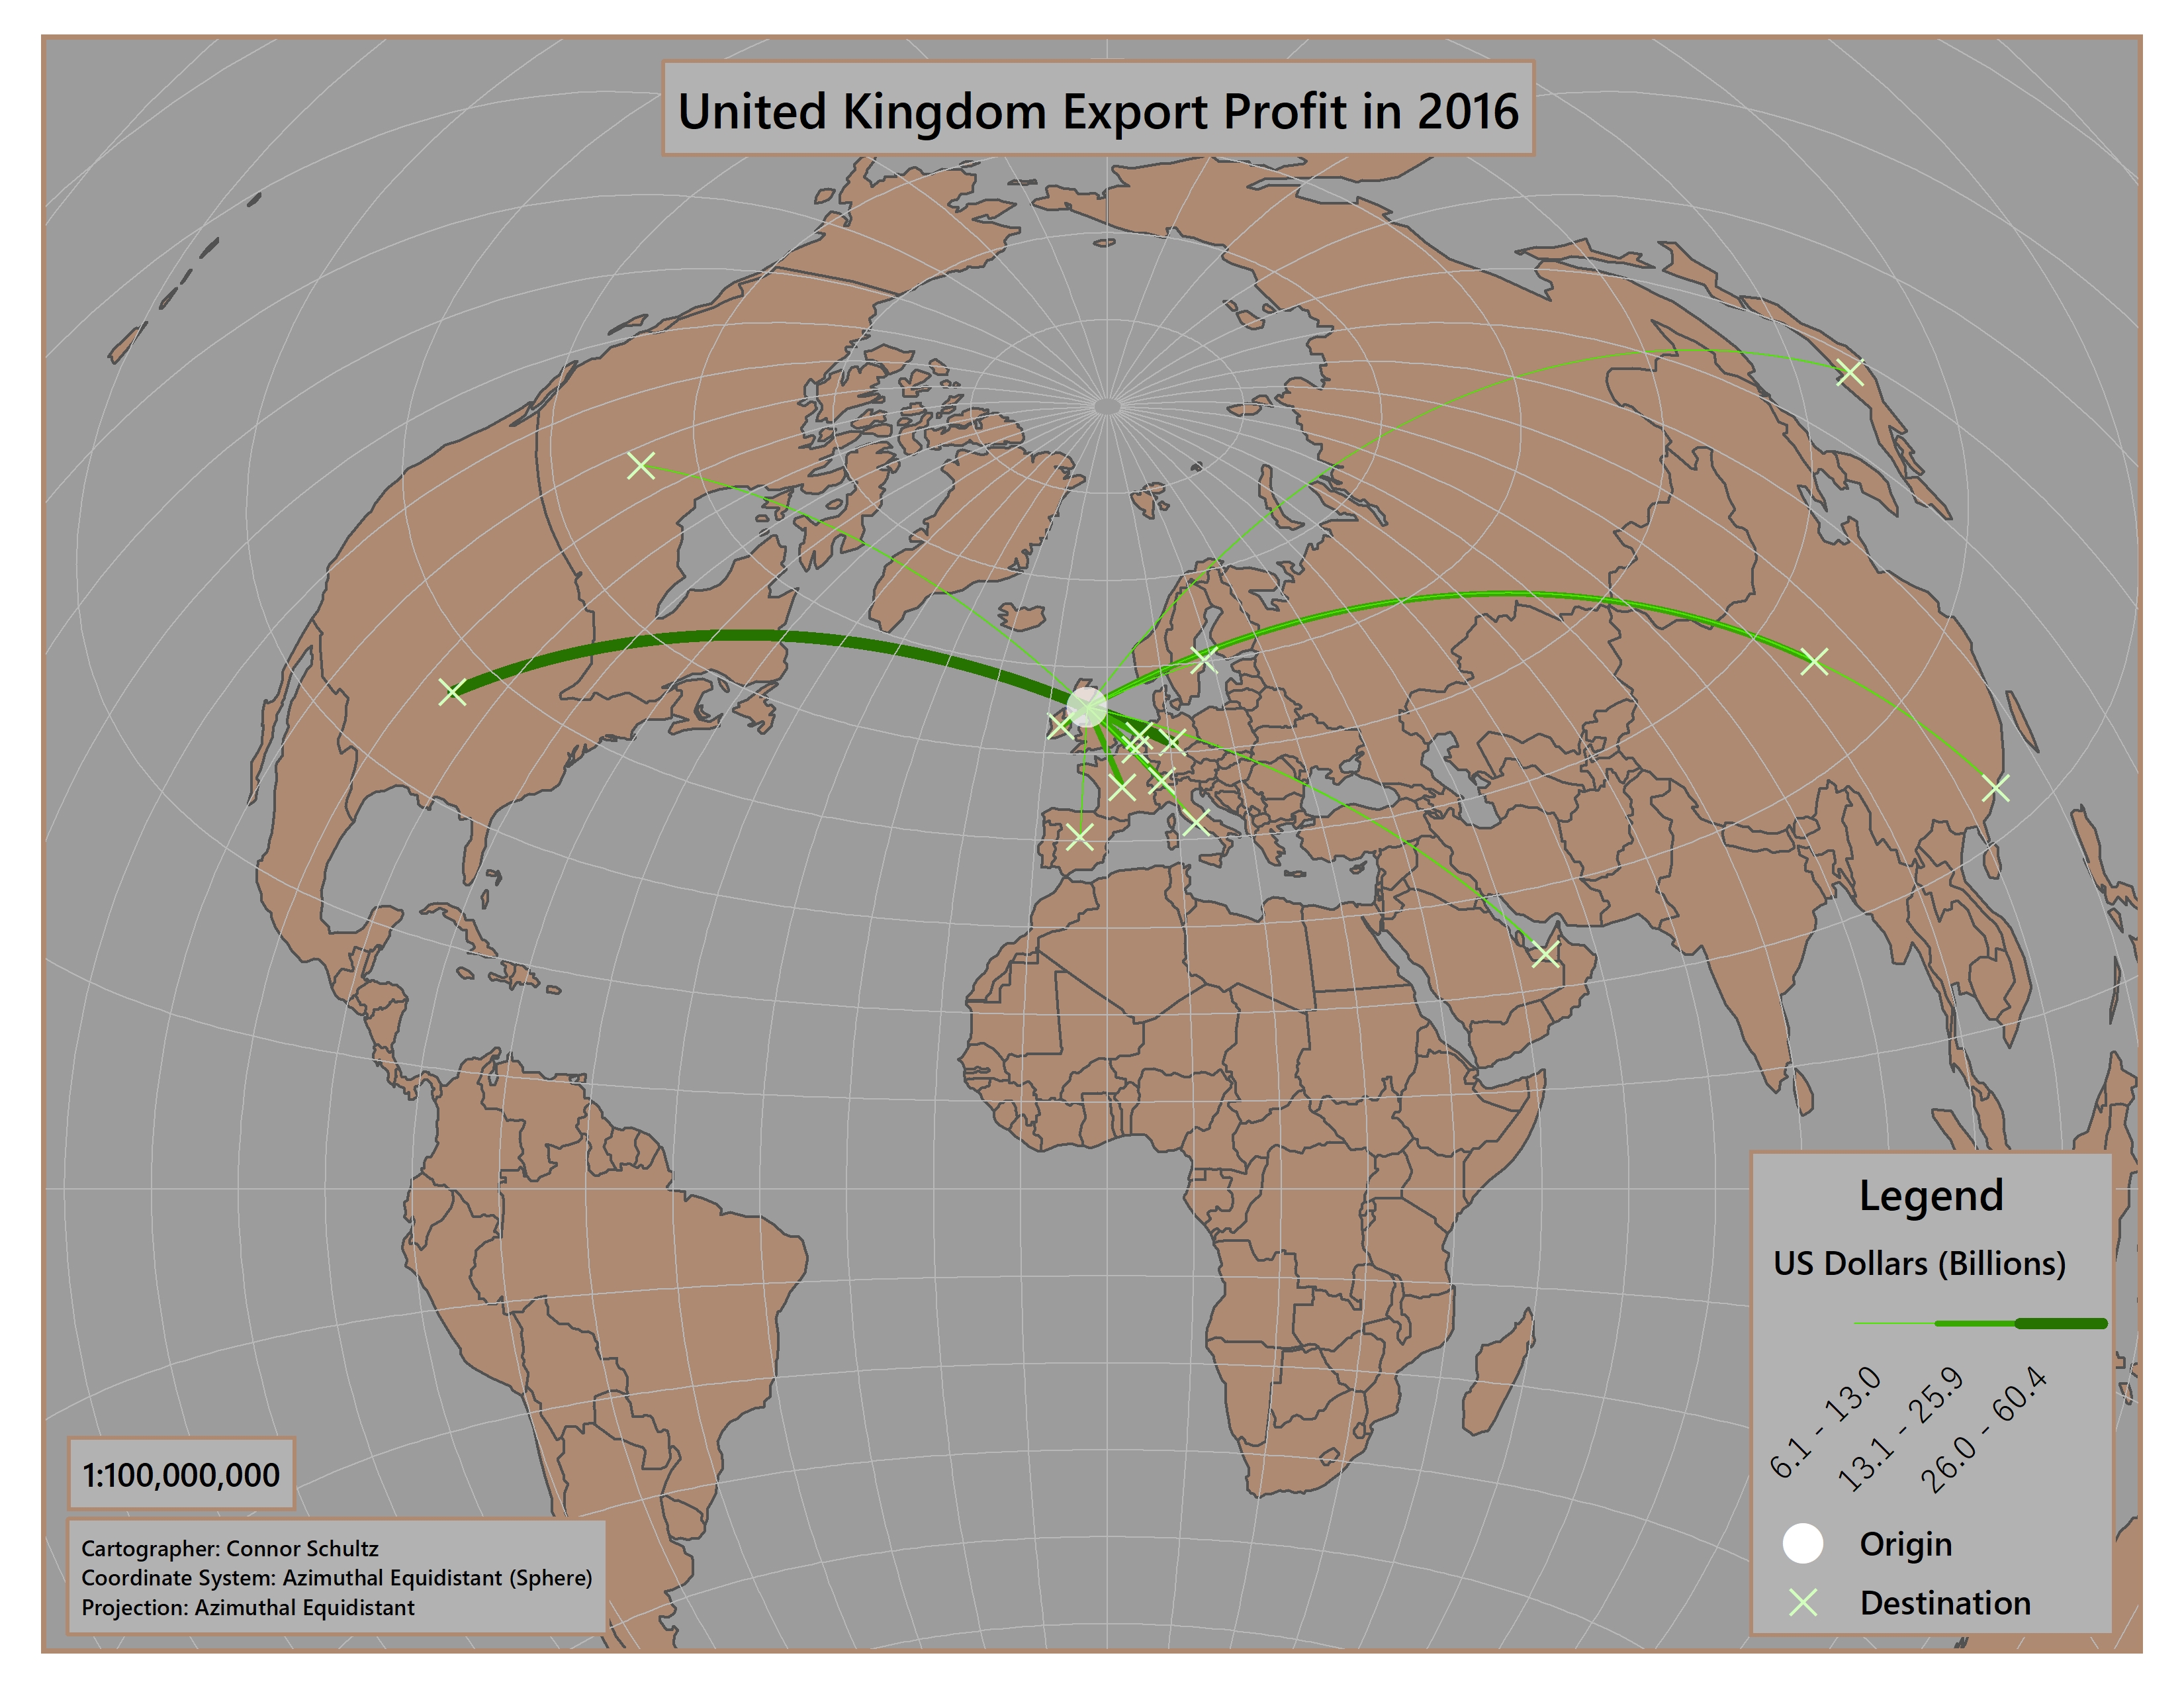 United Kingdom Export Profit in 2016
Legend
US Dollars (Billions)
6.1 - 13.0
13.1 - 25.9
26.0 - 60.4
Origin
Destination
1:100,000,000
Cartographer: Connor Schultz
Coordinate System: Azimuthal Equidistant (Sphere)
Projection: Azimuthal Equidistant